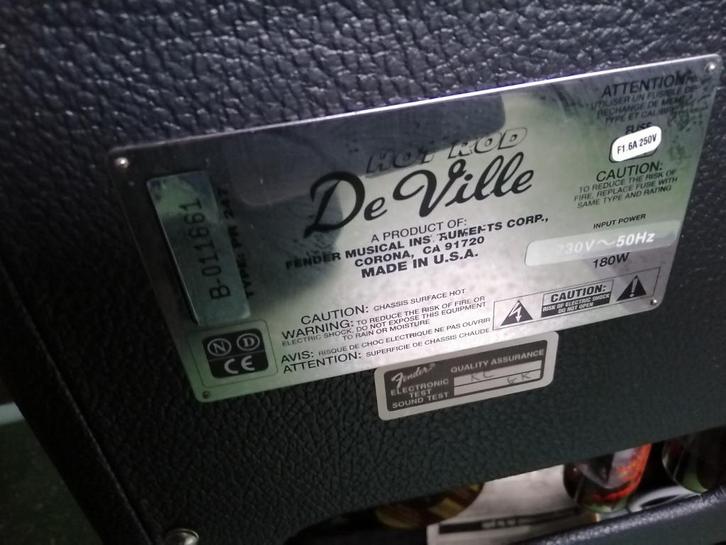 HOT ROD
De Ville
A PRODUCT OF:
FENDER MUSICAL INSTRUMENTS CORP.,
CORONA, CA 91720
MADE IN U.S.A.
B-011661
TYPE: PR 247
ATTENTION:
UTILISER UN FUSIBLE DE
RECHANGE DE MEME
TYPE ET CALIBRE
FUSE
F1.6A 250V
CAUTION:
TO REDUCE THE RISK OF
FIRE, REPLACE FUSE WITH
SAME TYPE AND RATING
INPUT POWER
230V~50Hz
180W
CAUTION: CHASSIS SURFACE HOT
WARNING: TO REDUCE THE RISK OF FIRE OR
ELECTRIC SHOCK, DO NOT EXPOSE THIS EQUIPMENT
TO RAIN OR MOISTURE
AVIS: RISQUE DE CHOC ELECTRIQUE NE PAS OUVRIR
ATTENTION: SUPERFICIE DE CHASSIS CHAUDE
CAUTION:
RISK OF ELECTRIC SHOCK
DO NOT OPEN
N D
CE
Fender
QUALITY ASSURANCE
ELECTRONIC
TEST
SOUND TEST